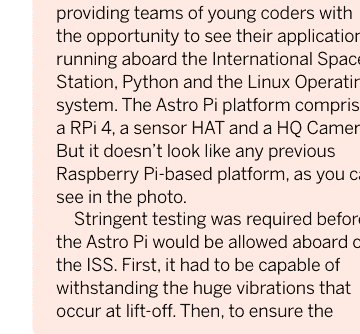 providing teams of young coders with
the opportunity to see their application
running aboard the International Space
Station, Python and the Linux Operatin
system. The Astro Pi platform compris
a RPi 4, a sensor HAT and a HQ Camer
But it doesn't look like any previous
Raspberry Pi-based platform, as you ca
see in the photo.
Stringent testing was required befor
the Astro Pi would be allowed aboard o
the ISS. First, it had to be capable of
withstanding the huge vibrations that
occur at lift-off. Then, to ensure the